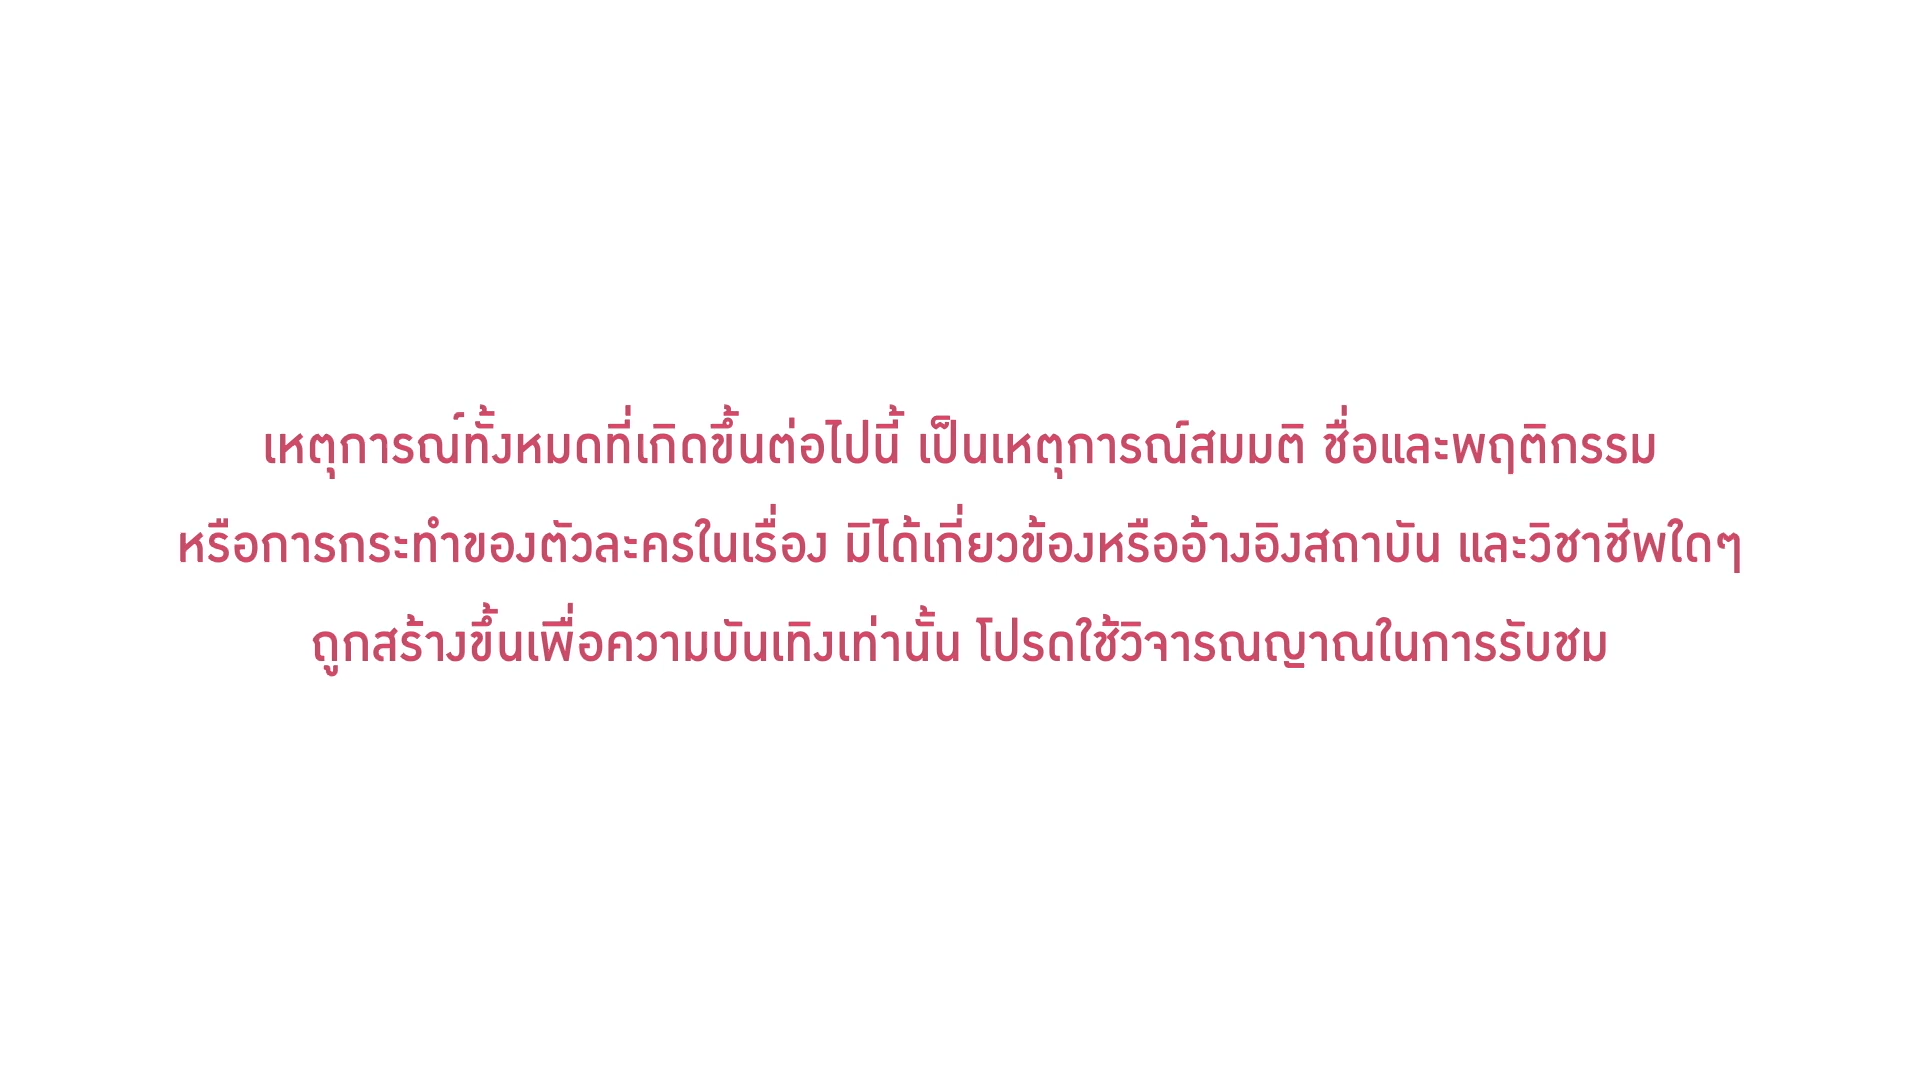 เหตุการณ์ทั้งหมดที่เกิดขึ้นต่อไปนี้ เป็นเหตุการณ์สมมติ ชื่อและพฤติกรรม
หรือการกระทำของตัวละครในเรื่อง มิได้เกี่ยวข้องหรืออ้างอิงสถาบัน และวิชาชีพใดๆ
ถูกสร้างขึ้นเพื่อความบันเทิงเท่านั้น โปรดใช้วิจารณญาณในการรับชม